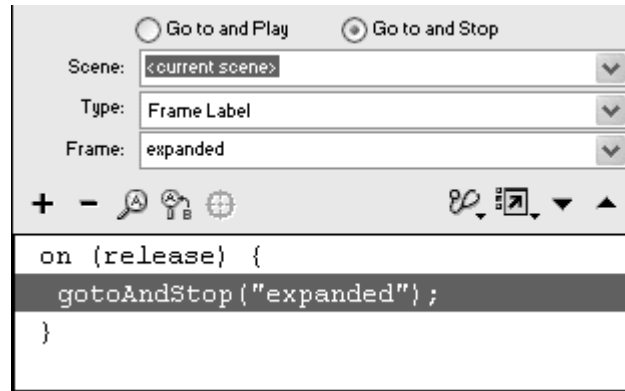 Go to and Play Go to and Stop
Scene: <current scene>
Type: Frame Label
Frame: expanded
on (release) {
gotoAndStop("expanded");
}